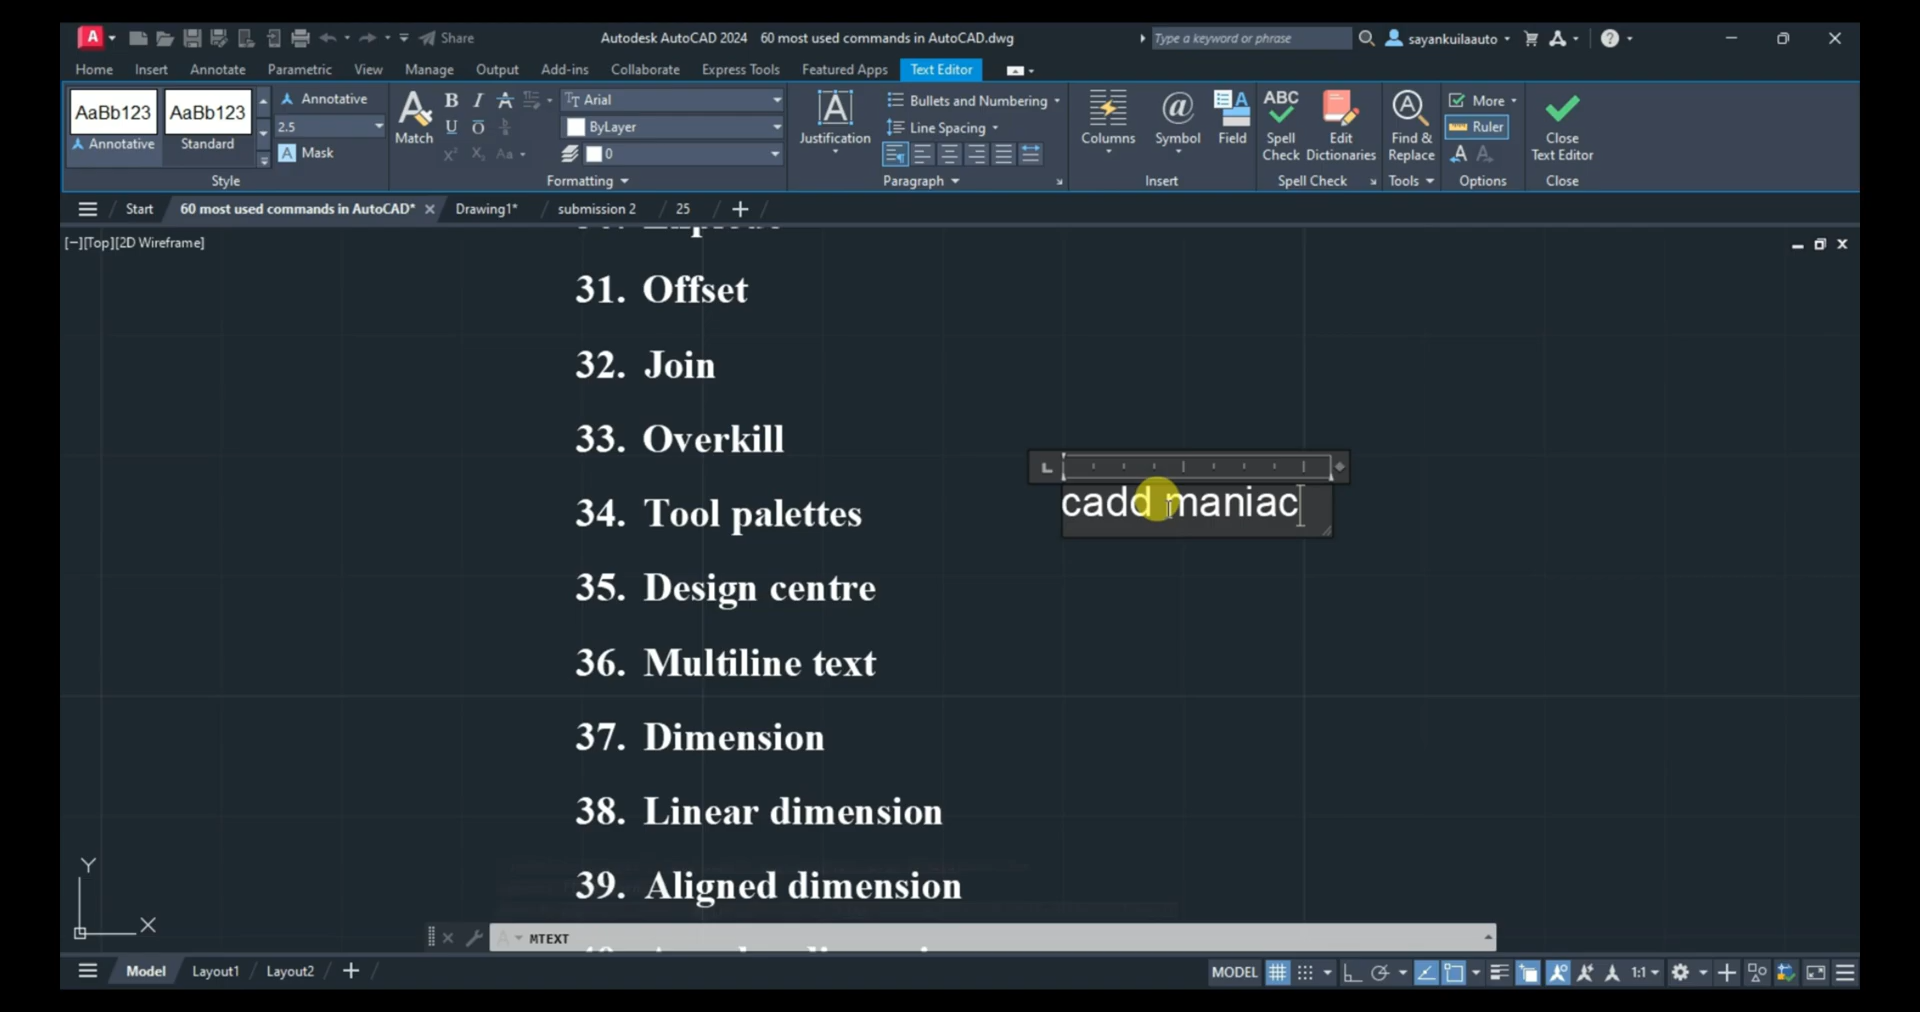 A Share Autodesk AutoCAD 2024 60 most used commands in AutoCAD.dwg Type a keyword or phrase sayankuilaauto
Home Insert Annotate Parametric View Manage Output Add-ins Collaborate Express Tools Featured Apps Text Editor
AaBb123 AaBb123 Annotative
Annotative Standard 2.5
A Mask
Style
Match
B I A
U O
X² X₂ Aa
Arial
ByLayer
0
Formatting
A Justification
Bullets and Numbering
Line Spacing
Paragraph
Columns
@ Symbol
A Field
Insert
ABC Spell Check
Edit Dictionaries
Spell Check
A Find & Replace
Tools
More
Ruler
A A
Options
Close Text Editor
Close
Start 60 most used commands in AutoCAD* Drawing1* submission 2 25
[−][Top][2D Wireframe]
31. Offset
32. Join
33. Overkill
34. Tool palettes
35. Design centre
36. Multiline text
37. Dimension
38. Linear dimension
39. Aligned dimension
cadd maniac
Y
X
MTEXT
Model Layout1 Layout2
MODEL 1:1